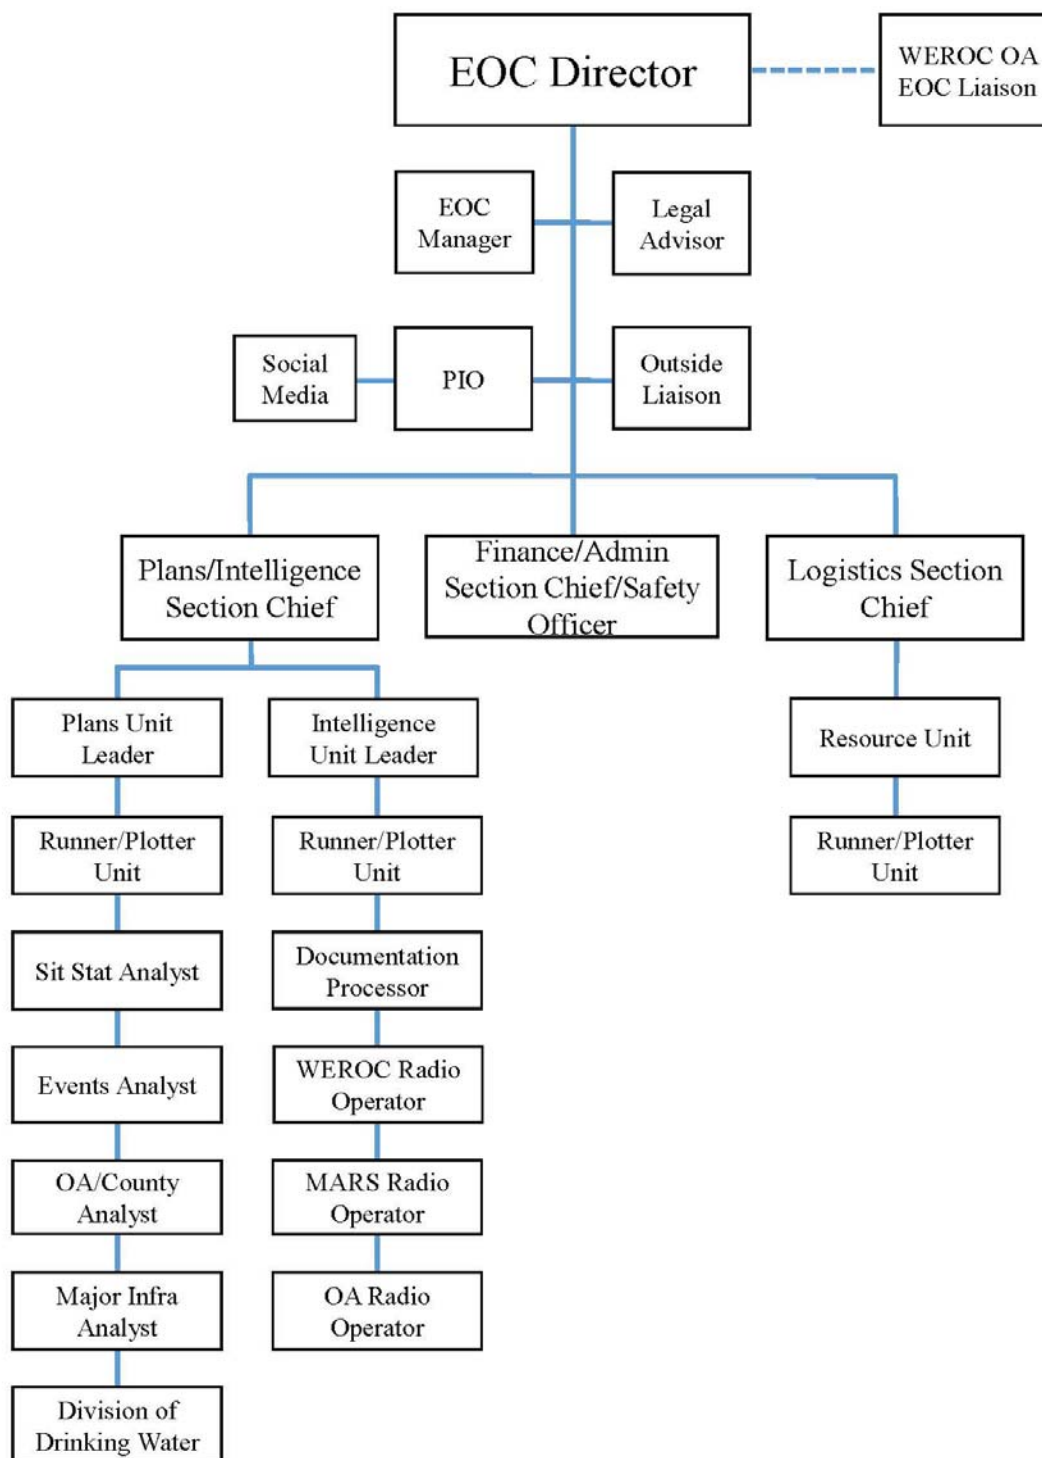 EOC Director
WEROC OA
EOC Liaison
EOC
Manager
Legal
Advisor
Social
Media
PIO
Outside
Liaison
Plans/Intelligence
Section Chief
Finance/Admin
Section Chief/Safety
Officer
Logistics Section
Chief
Plans Unit
Leader
Intelligence
Unit Leader
Resource Unit
Runner/Plotter
Unit
Runner/Plotter
Unit
Runner/Plotter
Unit
Sit Stat Analyst
Documentation
Processor
Events Analyst
WEROC Radio
Operator
OA/County
Analyst
MARS Radio
Operator
Major Infra
Analyst
OA Radio
Operator
Division of
Drinking Water